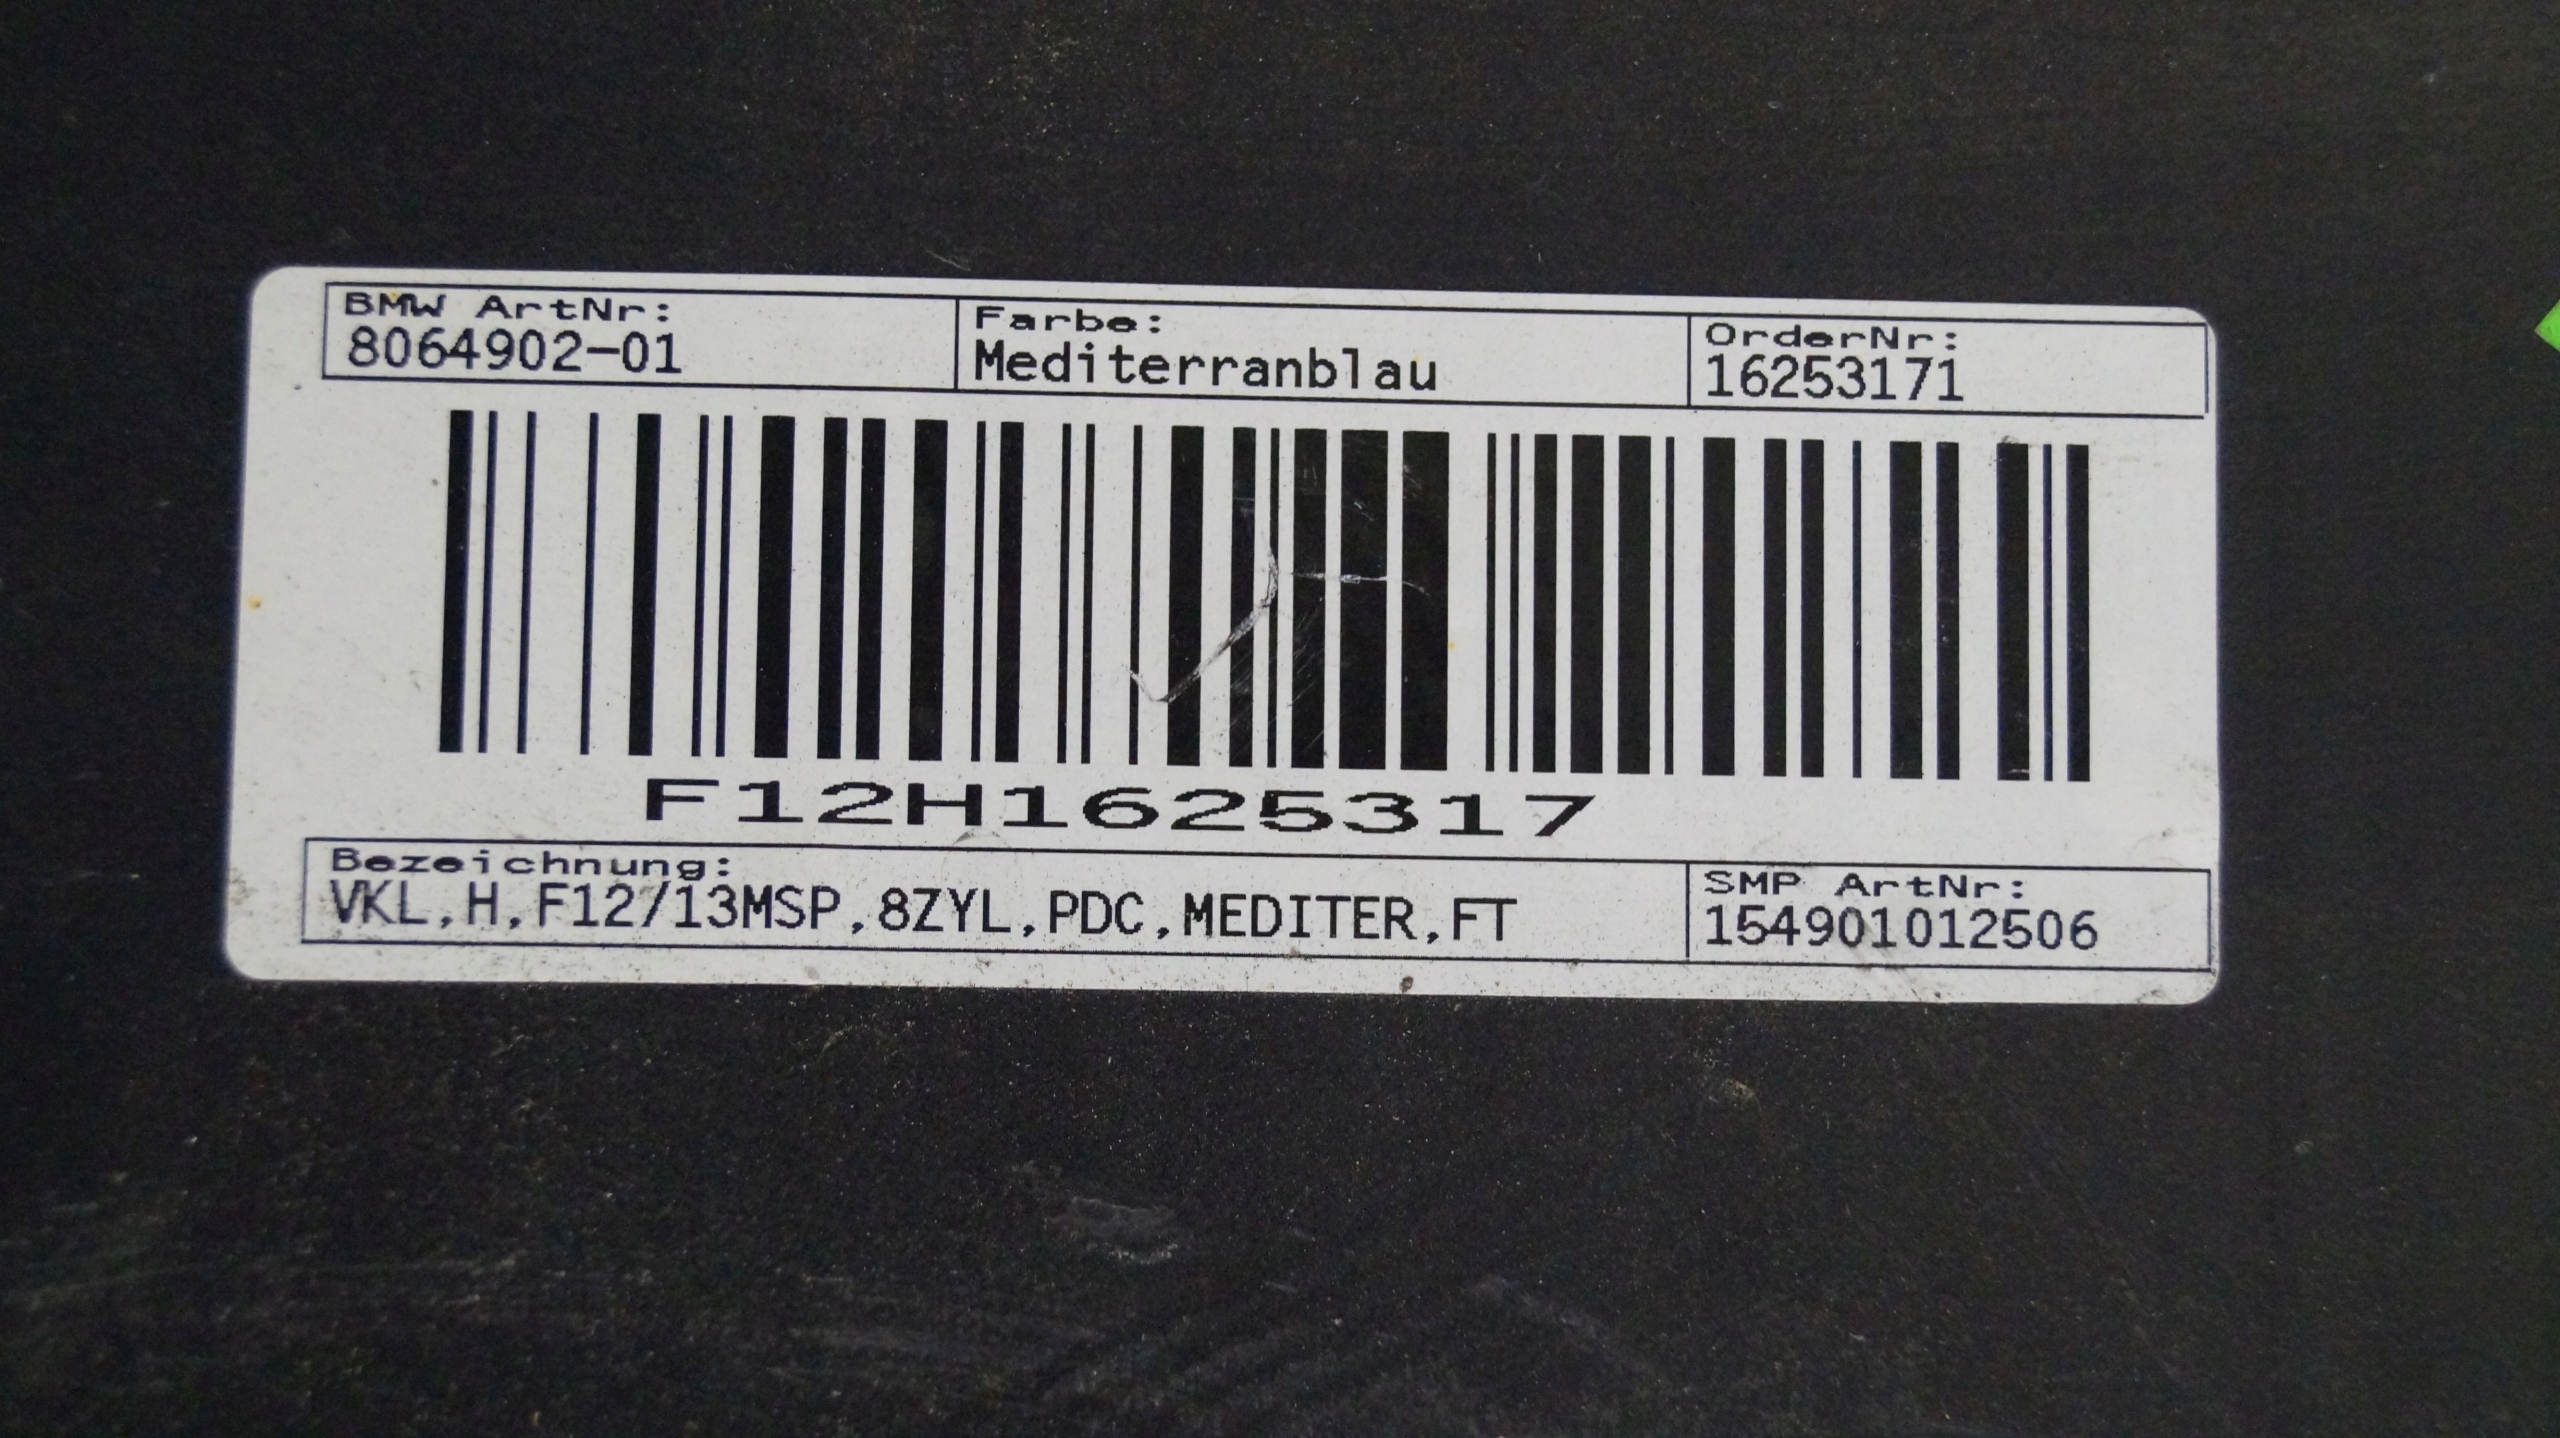 BMW ArtNr:
8064902-01
Farbe:
Mediterranblau
OrderNr:
16253171
F12H1625317
Bezeichnung:
VKL,H,F12/13MSP,8ZYL,PDC,MEDITER,FT
SMP ArtNr:
154901012506